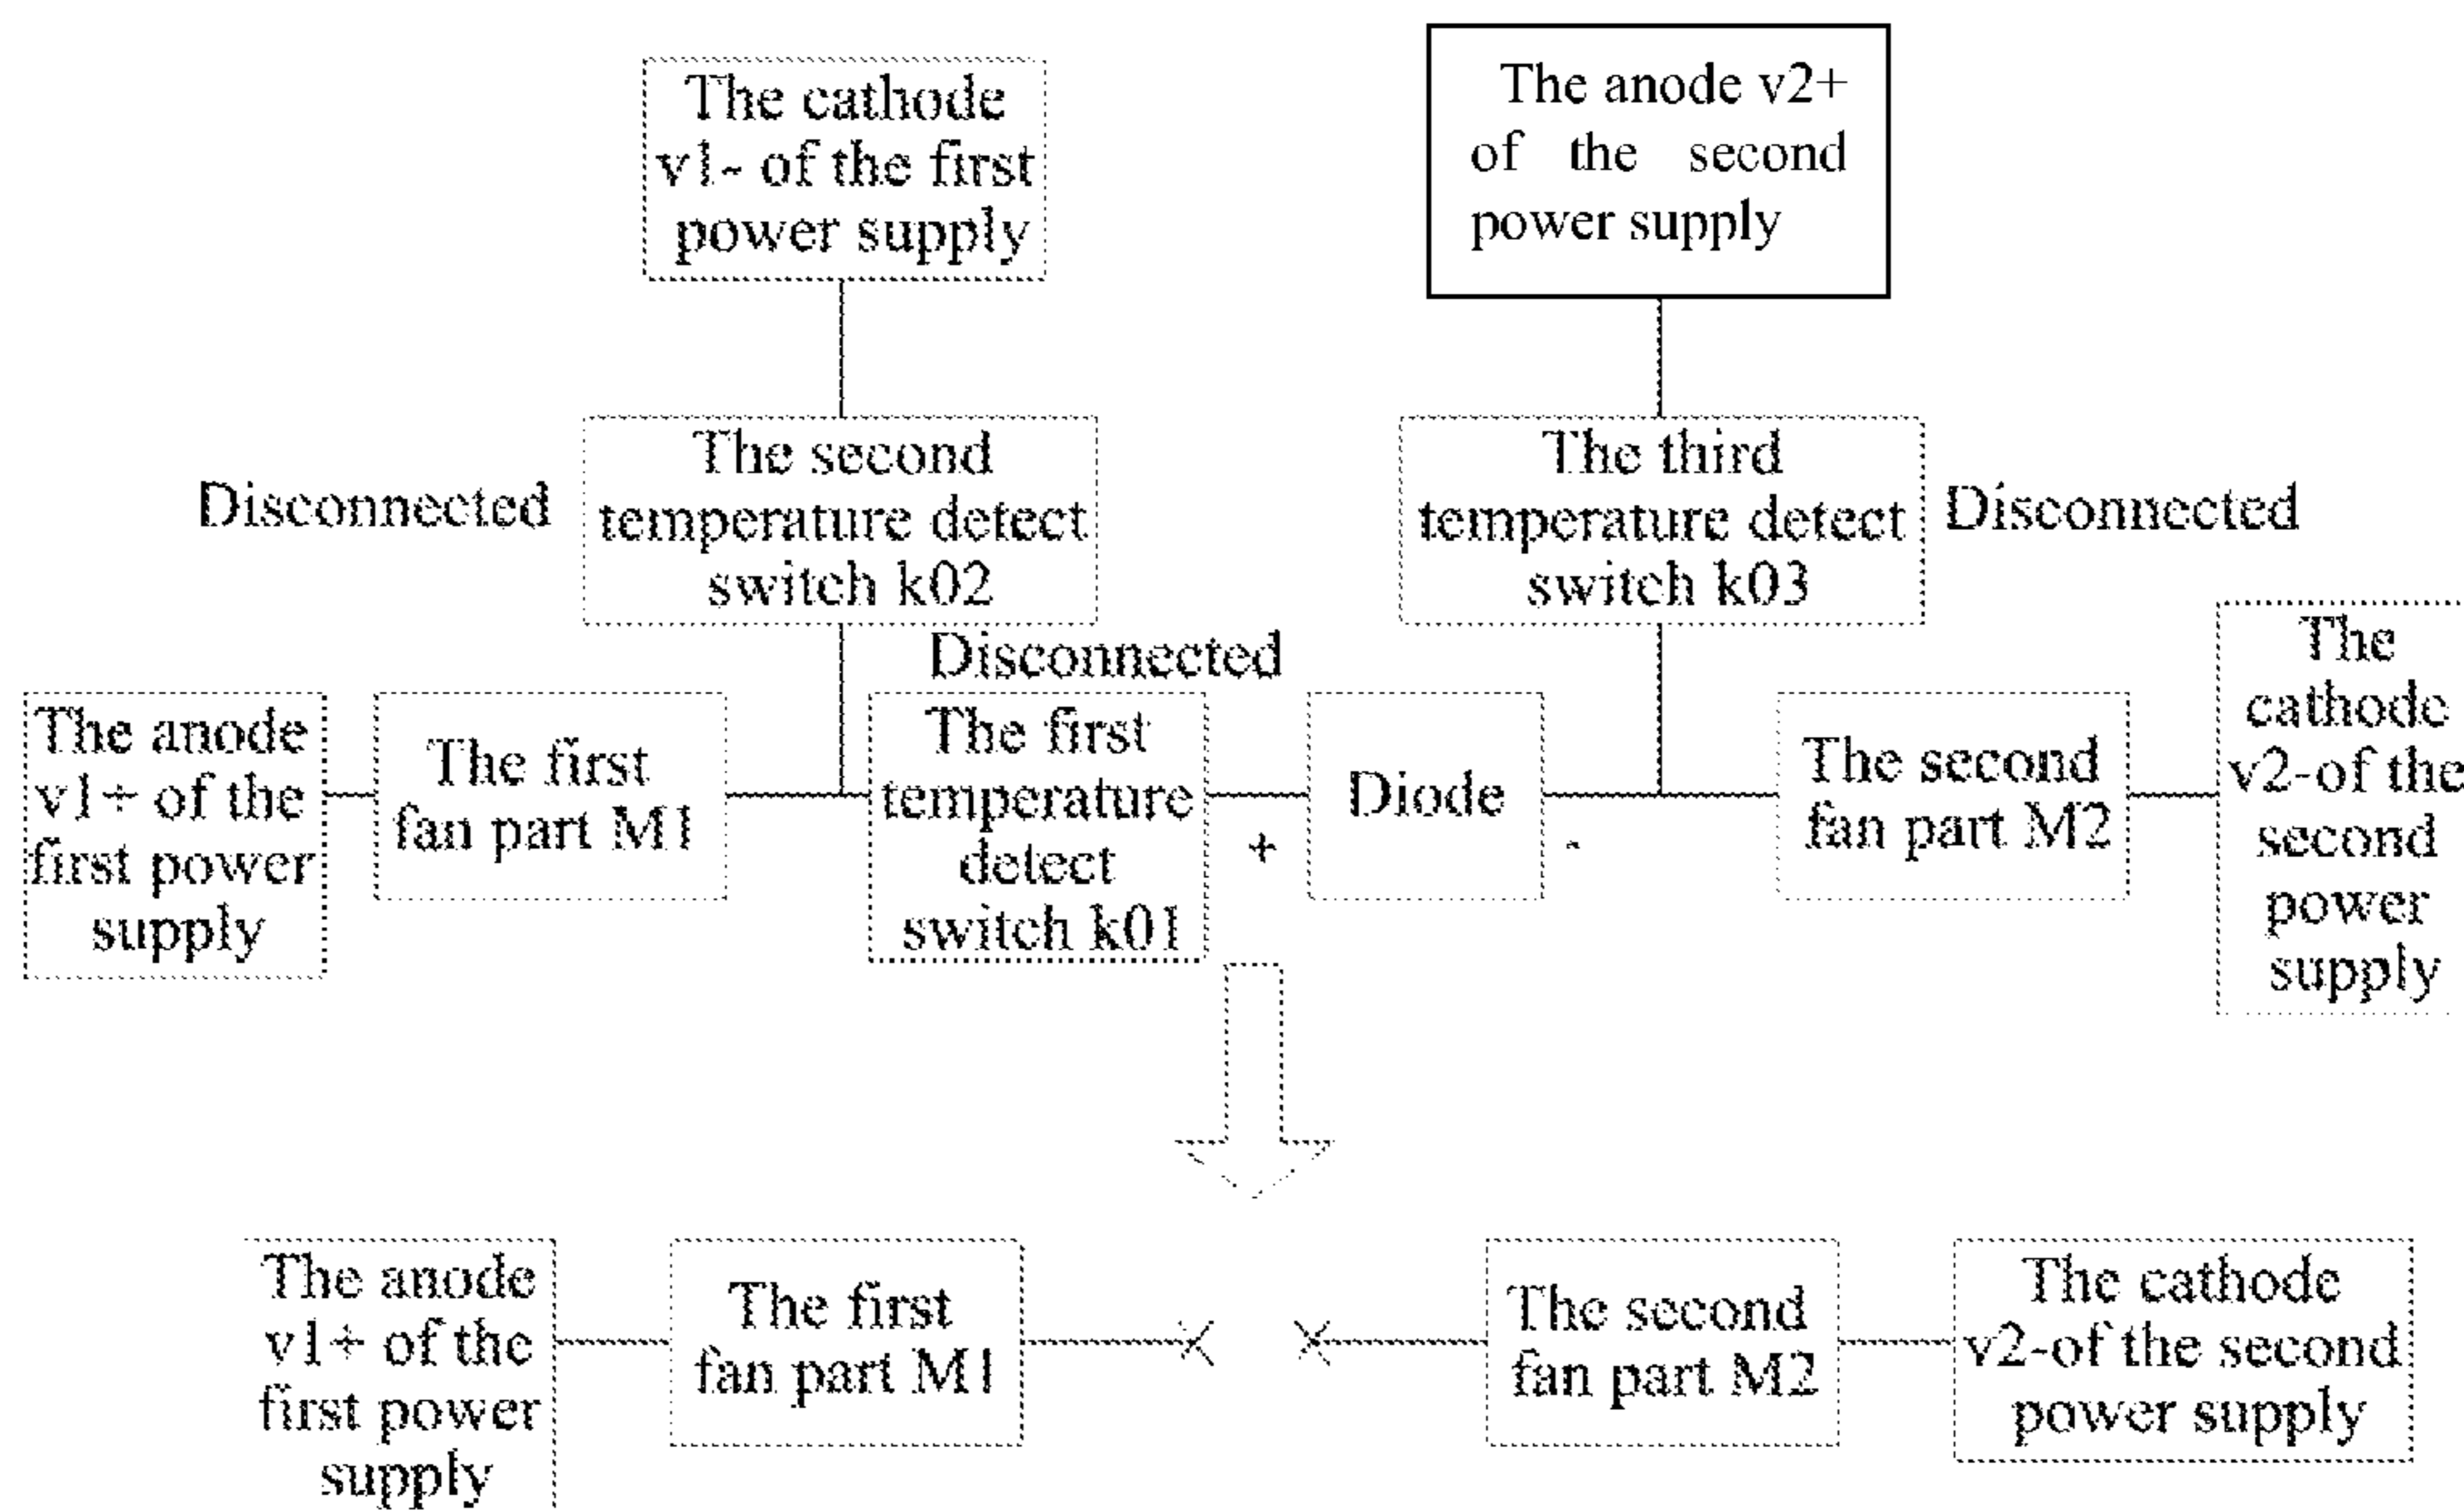 The cathode
v1- of the first
power supply
The anode v2+
of the second
power supply
Disconnected
The second
temperature detect
switch k02
The third
temperature detect
switch k03
Disconnected
Disconnected
The anode
v1+ of the
first power
supply
The first
fan part M1
The first
temperature
detect
switch k01
+
Diode
-
The second
fan part M2
The
cathode
v2-of the
second
power
supply
The anode
v1+ of the
first power
supply
The first
fan part M1
The second
fan part M2
The cathode
v2-of the second
power supply